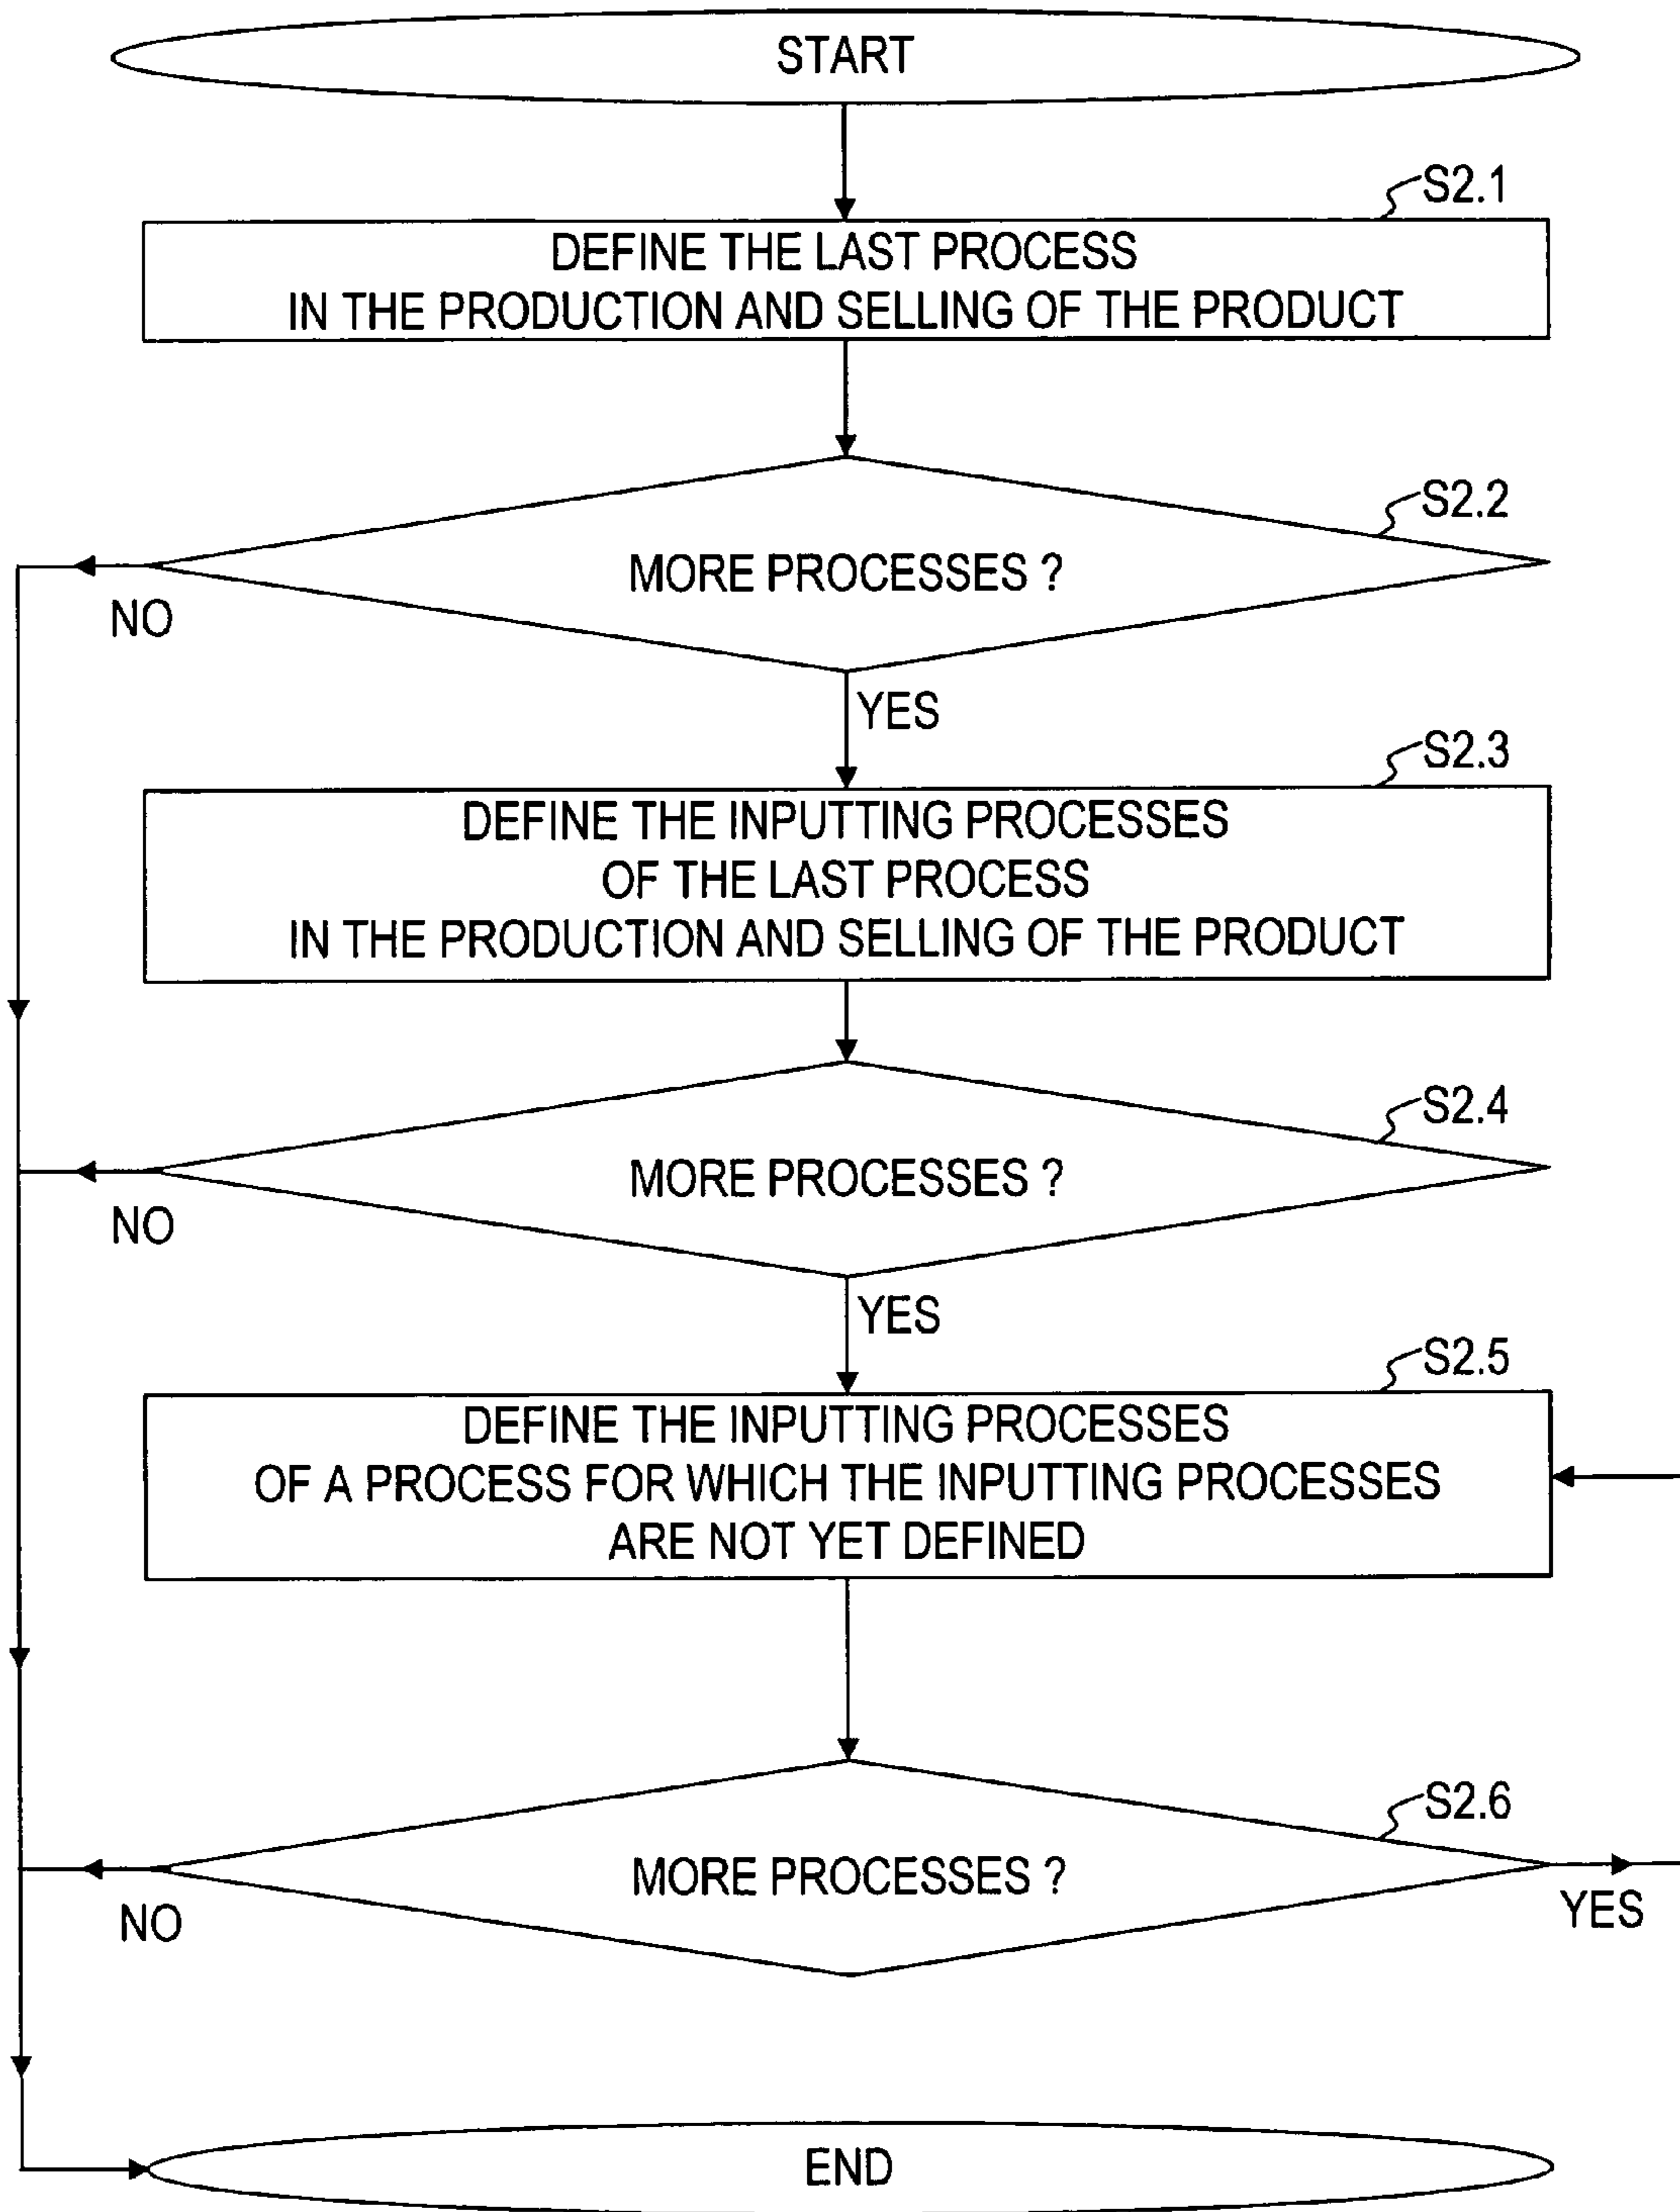 START
S2.1
DEFINE THE LAST PROCESS
IN THE PRODUCTION AND SELLING OF THE PRODUCT
S2.2
MORE PROCESSES ?
NO
YES
S2.3
DEFINE THE INPUTTING PROCESSES
OF THE LAST PROCESS
IN THE PRODUCTION AND SELLING OF THE PRODUCT
S2.4
MORE PROCESSES ?
NO
YES
S2.5
DEFINE THE INPUTTING PROCESSES
OF A PROCESS FOR WHICH THE INPUTTING PROCESSES
ARE NOT YET DEFINED
S2.6
MORE PROCESSES ?
NO
YES
END